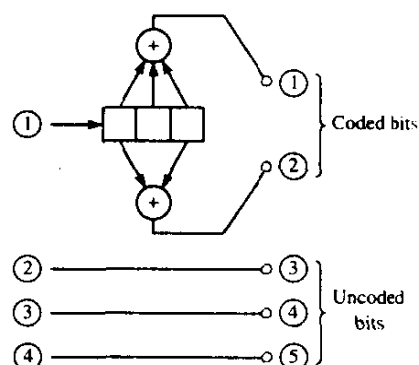 +
① ①
Coded bits
②
+
② ③
③ ④
Uncoded
bits
④ ⑤